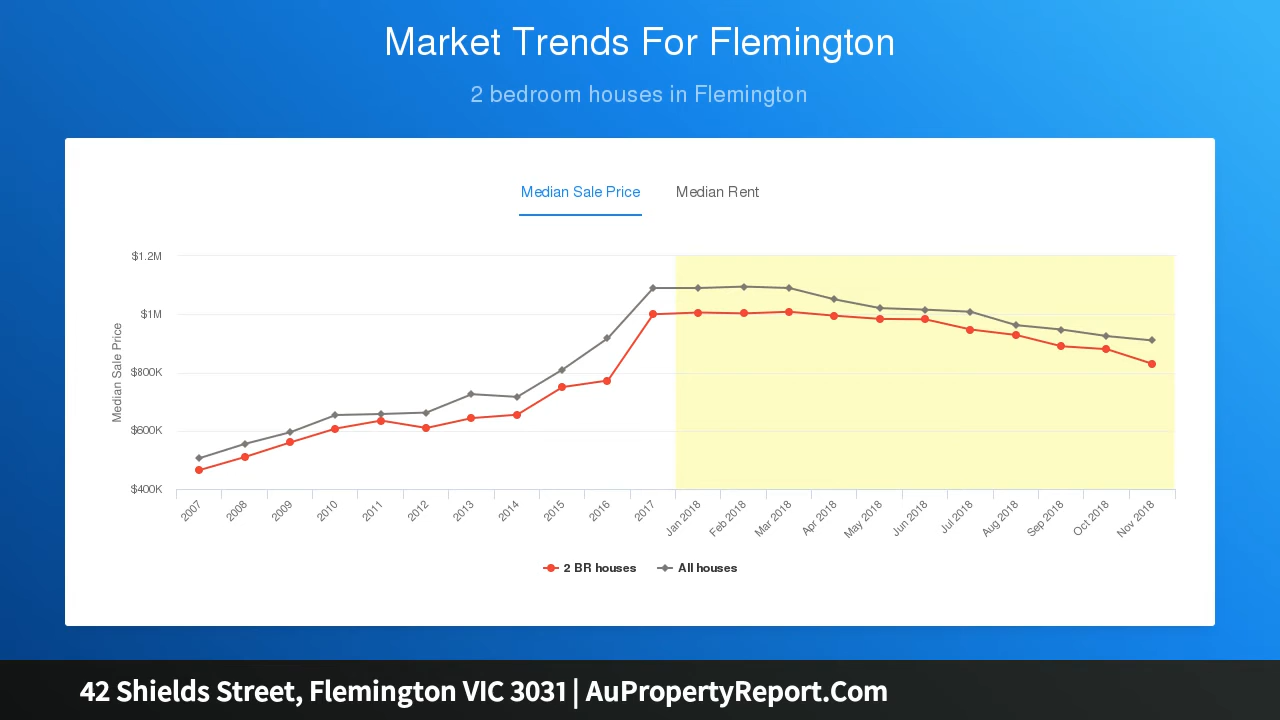 Market Trends For Flemington
2 bedroom houses in Flemington
Median Sale Price Median Rent
Median Sale Price
$1.2M
$1M
$800K
$600K
$400K
2007 2008 2009 2010 2011 2012 2013 2014 2015 2016 2017 Jan 2018 Feb 2018 Mar 2018 Apr 2018 May 2018 Jun 2018 Jul 2018 Aug 2018 Sep 2018 Oct 2018 Nov 2018
2 BR houses All houses
42 Shields Street, Flemington VIC 3031 | AuPropertyReport.Com